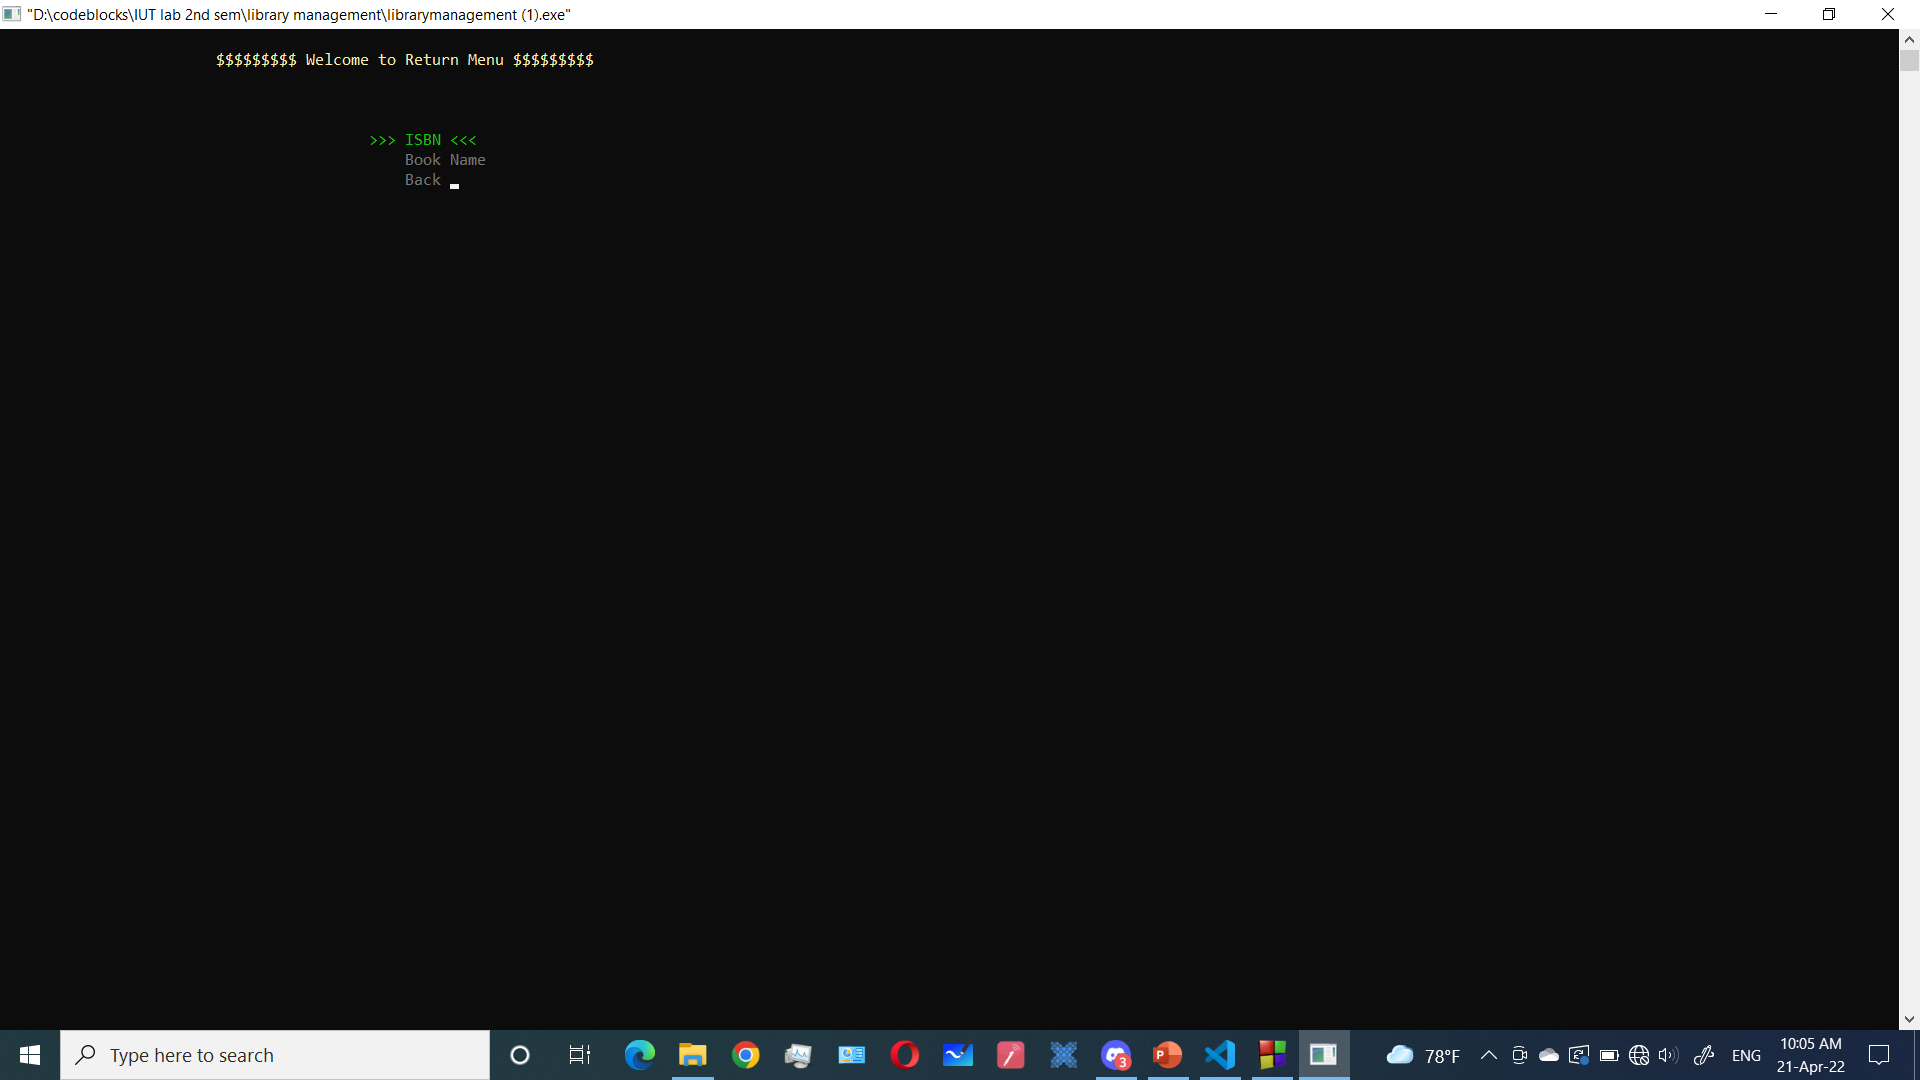 "D:\codeblocks\IUT lab 2nd sem\library management\librarymanagement (1).exe"
$$$$$$$$$ Welcome to Return Menu $$$$$$$$$
>>> ISBN <<<
Book Name
Back
Type here to search
3
P
78°F
ENG
10:05 AM
21-Apr-22